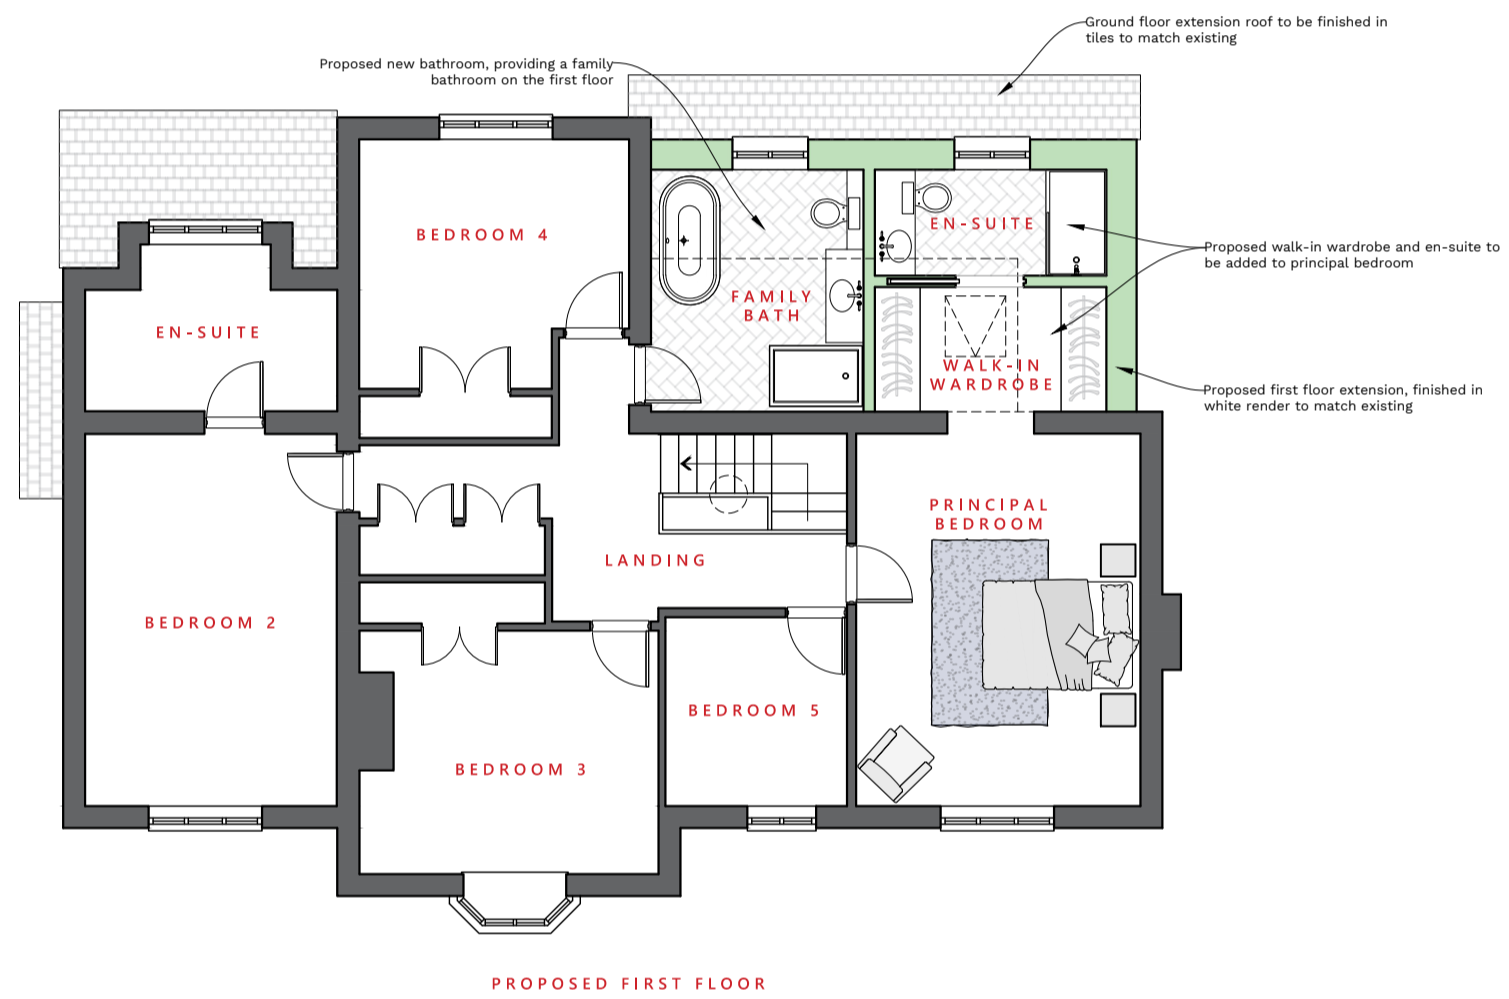 Ground floor extension roof to be finished in
tiles to match existing
Proposed new bathroom, providing a family
bathroom on the first floor
BEDROOM 4
EN-SUITE
Proposed walk-in wardrobe and en-suite to
be added to principal bedroom
FAMILY
BATH
EN-SUITE
WALK-IN
WARDROBE
Proposed first floor extension, finished in
white render to match existing
PRINCIPAL
BEDROOM
LANDING
BEDROOM 2
BEDROOM 5
BEDROOM 3
PROPOSED FIRST FLOOR